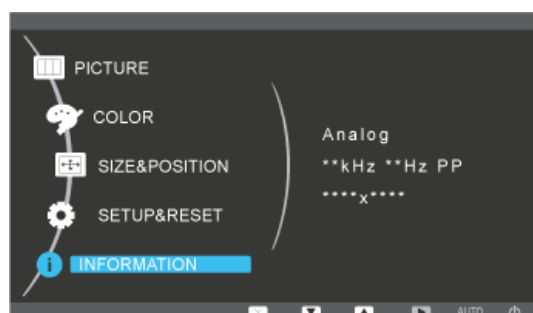 PICTURE
COLOR
SIZE&POSITION
SETUP&RESET
INFORMATION
Analog
**kHz **Hz PP
****x****
AUTO